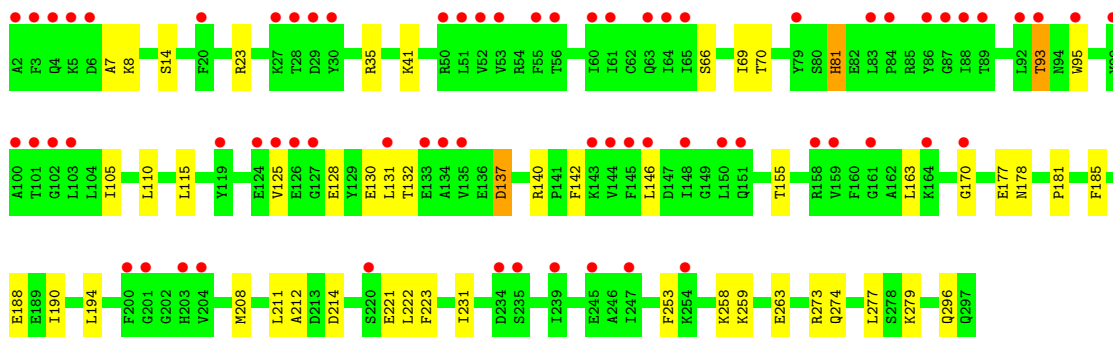 A2 F3 Q4 K5 D6 A7 K8 S14 F20 R23 K27 T28 D29 Y30 R35 K41 R50 L51 V52 V53 R54 F55 T56 I60 I61 C62 Q63 I64 I65 S66 I69 T70 Y79 S80 H81 E82 L83 P84 R85 Y86 G87 I88 T89 L92 T93 N94 W95
A100 T101 G102 L103 L104 I105 L110 L115 Y119 E124 V125 E126 G127 E128 Y129 E130 L131 T132 E133 A134 V135 E136 D137 R140 P141 F142 K143 V144 F145 L146 D147 I148 G149 L150 Q151 T155 R158 V159 F160 G161 A162 L163 K164 G170 E177 N178 P181 F185
E188 E189 I190 L194 F200 G201 G202 H203 V204 M208 L211 A212 D213 D214 S220 E221 L222 F223 I231 D234 S235 I239 E245 A246 I247 F253 K254 K258 K259 E263 R273 Q274 L277 S278 K279 Q296 Q297